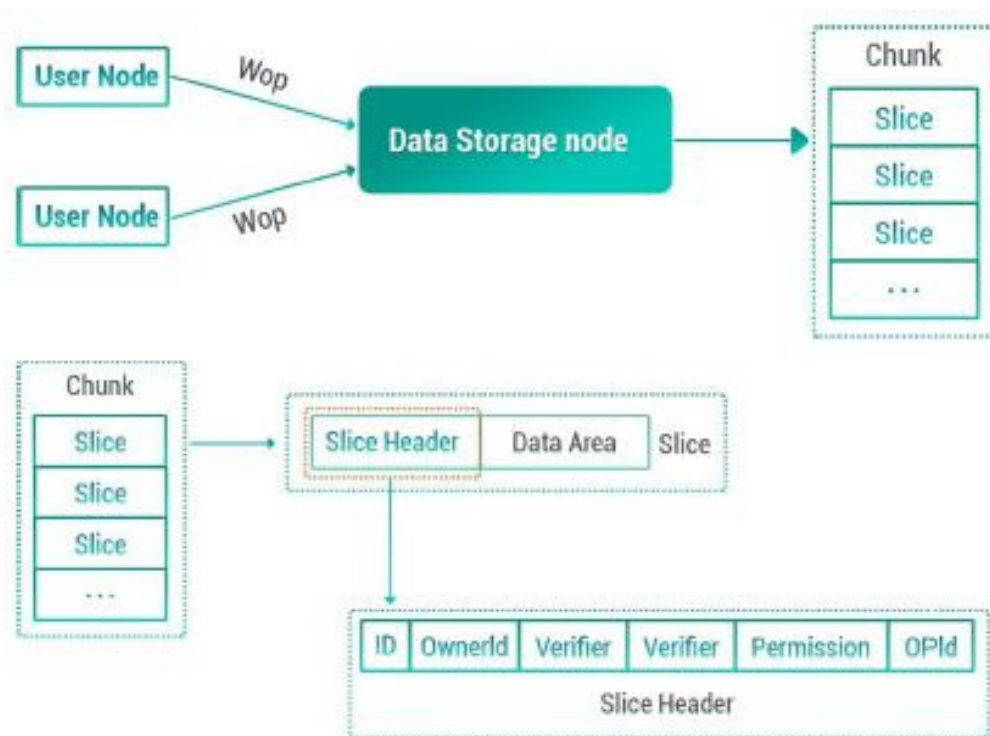 Chunk
User Node
Wop
Data Storage node
Slice
Slice
User Node
Wop
Slice
...
Chunk
Slice
Slice
Slice
...
Slice Header
Data Area
Slice
ID
OwnerId
Verifier
Verifier
Permission
OPId
Slice Header